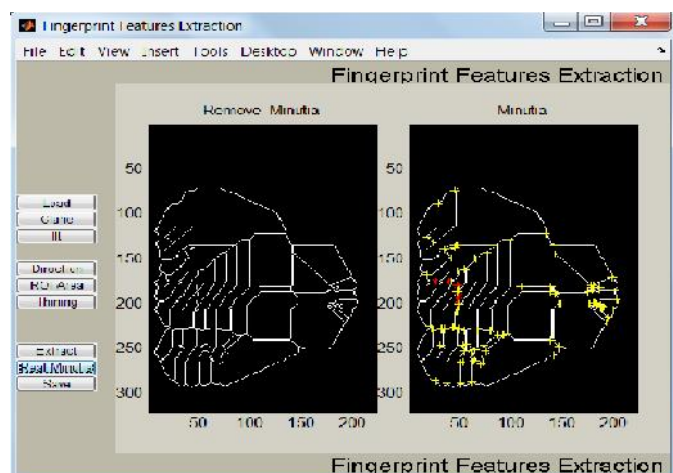 Fingerprint Features Extraction
File Edit View Insert Tools Desktop Window Help
Fingerprint Features Extraction
Remove Minutia
Minutia
50
100
150
200
250
300
50 100 150 200
50
100
150
200
250
300
50 100 150 200
Load
Direction
ROI Area
Thining
Extract
Real Minutia
Save
Fingerprint Features Extraction